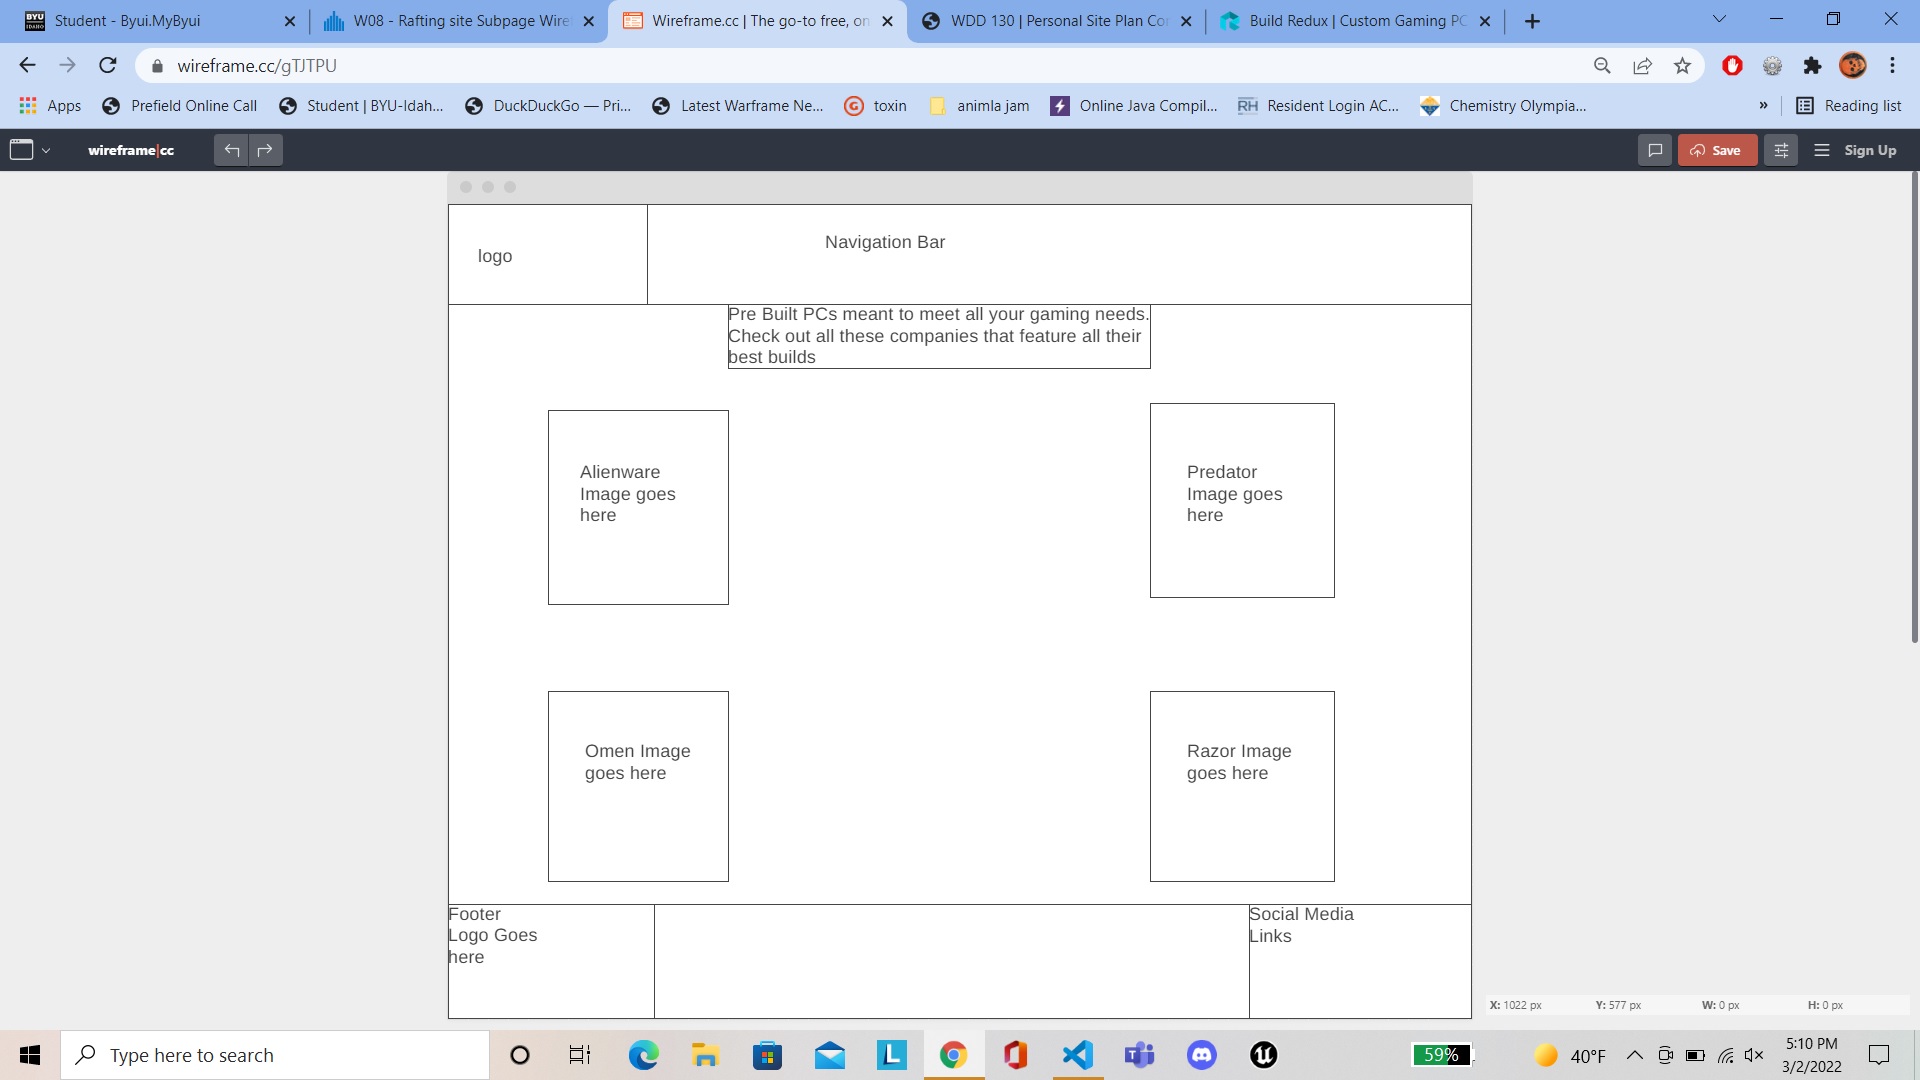 Student - Byui.MyByui
W08 - Rafting site Subpage Wire
Wireframe.cc | The go-to free, on
WDD 130 | Personal Site Plan Co
Build Redux | Custom Gaming PC
wireframe.cc/gTJTPU
Apps
Prefield Online Call
Student | BYU-Idah...
DuckDuckGo — Pri...
Latest Warframe Ne...
toxin
animla jam
Online Java Compil...
RH Resident Login AC...
Chemistry Olympia...
»
Reading list
wireframe|cc
Save
Sign Up
logo
Navigation Bar
Pre Built PCs meant to meet all your gaming needs.
Check out all these companies that feature all their
best builds
Alienware
Image goes
here
Predator
Image goes
here
Omen Image
goes here
Razor Image
goes here
Footer
Logo Goes
here
Social Media
Links
X: 1022 px Y: 577 px W: 0 px H: 0 px
Type here to search
59%
40°F
5:10 PM
3/2/2022